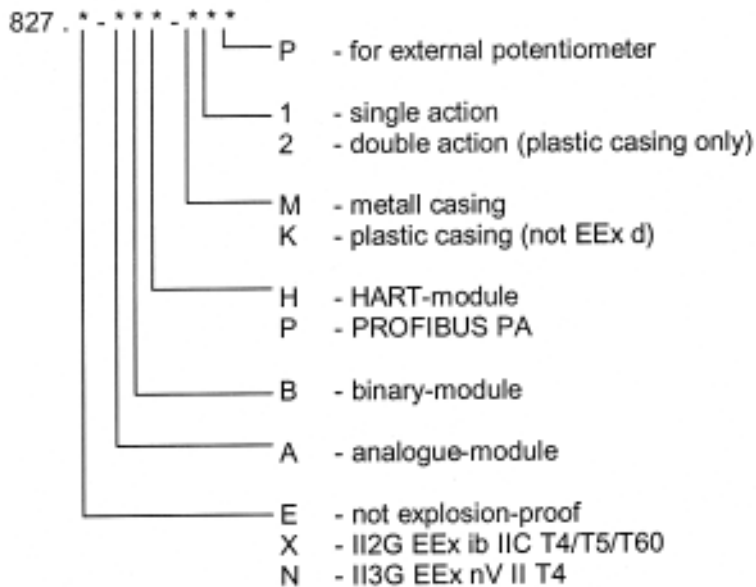 827 . * - * * * - * * *
P - for external potentiometer
1 - single action
2 - double action (plastic casing only)
M - metall casing
K - plastic casing (not EEx d)
H - HART-module
P - PROFIBUS PA
B - binary-module
A - analogue-module
E - not explosion-proof
X - II2G EEx ib IIC T4/T5/T60
N - II3G EEx nV II T4